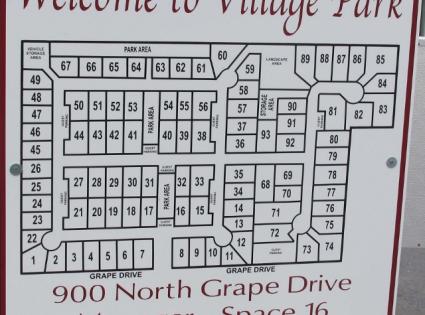 Welcome to Village Park
VEHICLE STORAGE AREA
PARK AREA
60
LANDSCAPE AREA
89 88 87 86 85
67 66 65 64 63 62 61
59
49
58
84
48
50 51 52 53 PARK AREA 54 55 56
57 STORAGE AREA 90
81 82 83
47
37 91
46
44 43 42 41 40 39 38
36 93 92
80
45
79
26
27 28 29 30 31 PARK AREA 32 33
35 69
78
25
34 68 70
77
24
21 20 19 18 17 16 15
14 71
76
23
13
75
22
12 72
1 2 3 4 5 6 7 8 9 10 11
73 74
GRAPE DRIVE GRAPE DRIVE
900 North Grape Drive
Manager - Space 16